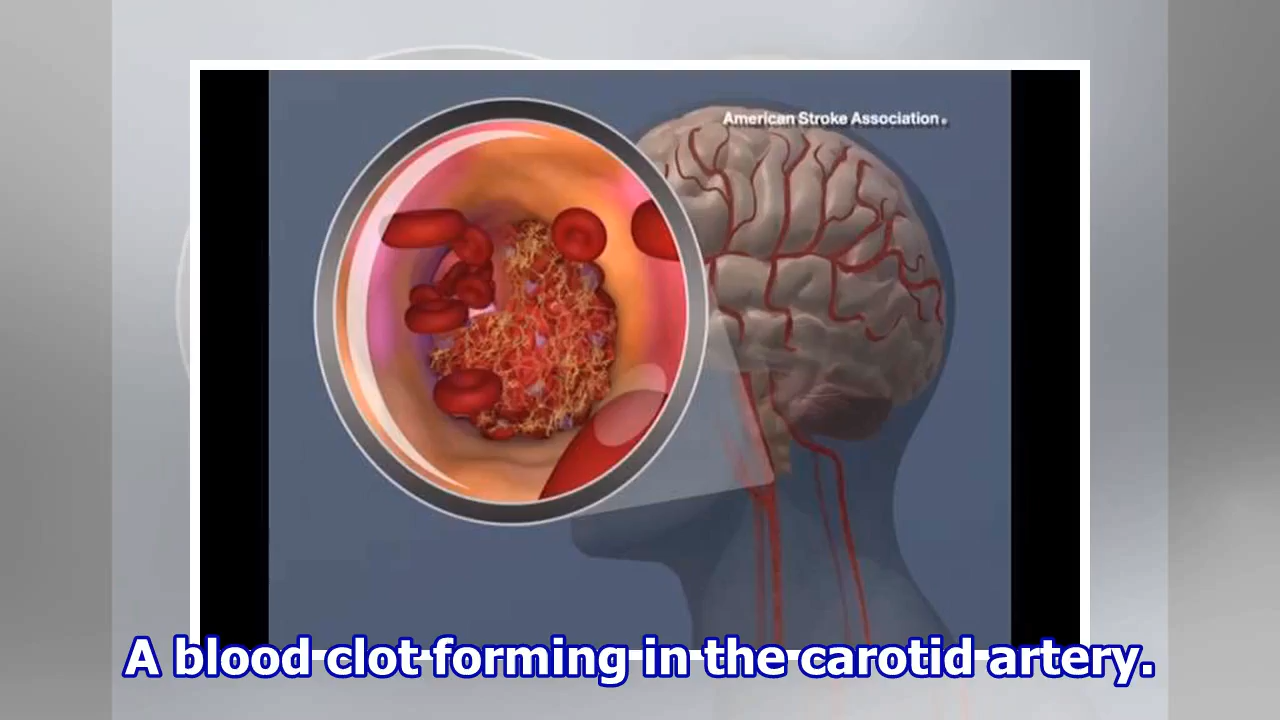 American Stroke Association®
A blood clot forming in the carotid artery.